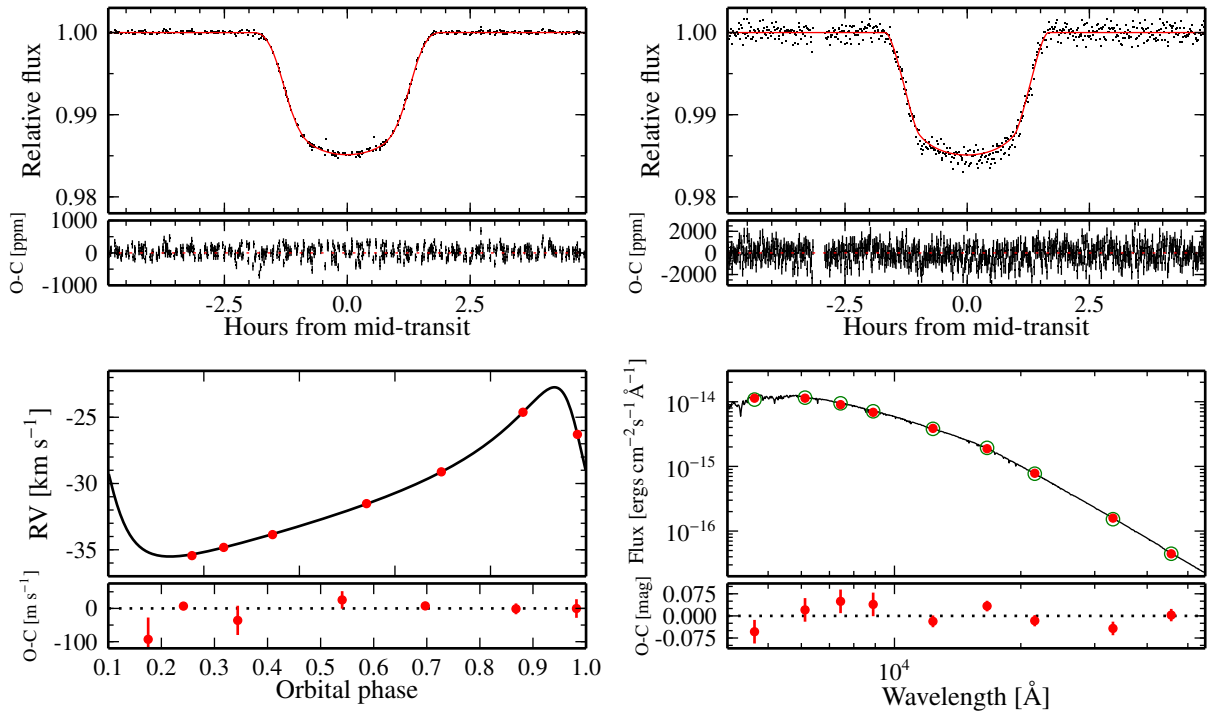 1.00
0.99
0.98
Relative flux
1000
0
-1000
O-C [ppm]
-2.5 0.0 2.5
Hours from mid-transit
1.00
0.99
0.98
Relative flux
2000
0
-2000
O-C [ppm]
-2.5 0.0 2.5
Hours from mid-transit
−25
−30
−35
RV [km s⁻¹]
0
−100
O-C [m s⁻¹]
0.1 0.2 0.3 0.4 0.5 0.6 0.7 0.8 0.9 1.0
Orbital phase
10⁻¹⁴
10⁻¹⁵
10⁻¹⁶
Flux [ergs cm⁻²s⁻¹Å⁻¹]
0.075
0.000
-0.075
O-C [mag]
10⁴
Wavelength [Å]